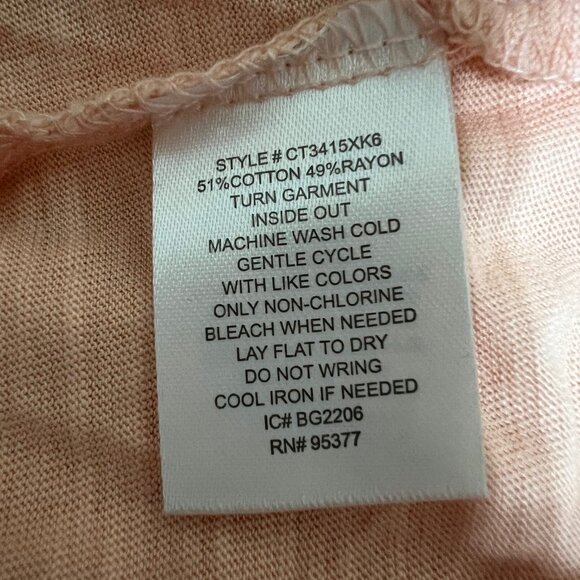 STYLE # CT3415XK6
51%COTTON 49%RAYON
TURN GARMENT
INSIDE OUT
MACHINE WASH COLD
GENTLE CYCLE
WITH LIKE COLORS
ONLY NON-CHLORINE
BLEACH WHEN NEEDED
LAY FLAT TO DRY
DO NOT WRING
COOL IRON IF NEEDED
IC# BG2206
RN# 95377